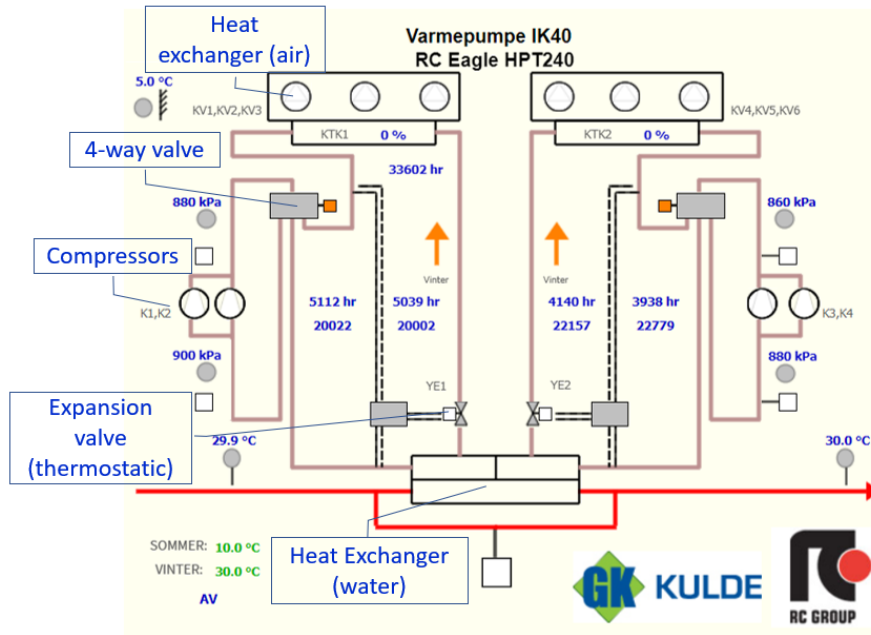 Heat
exchanger (air)
Varmepumpe IK40
RC Eagle HPT240
5.0 °C
KV1,KV2,KV3
KV4,KV5,KV6
KTK1
0 %
KTK2
0 %
4-way valve
33602 hr
880 kPa
860 kPa
Compressors
Vinter
Vinter
5112 hr
20022
5039 hr
20002
4140 hr
22157
3938 hr
22779
K1,K2
K3,K4
900 kPa
880 kPa
YE1
YE2
Expansion
valve
(thermostatic)
29.9 °C
30.0 °C
SOMMER: 10.0 °C
VINTER: 30.0 °C
AV
Heat Exchanger
(water)
GK KULDE
RC GROUP